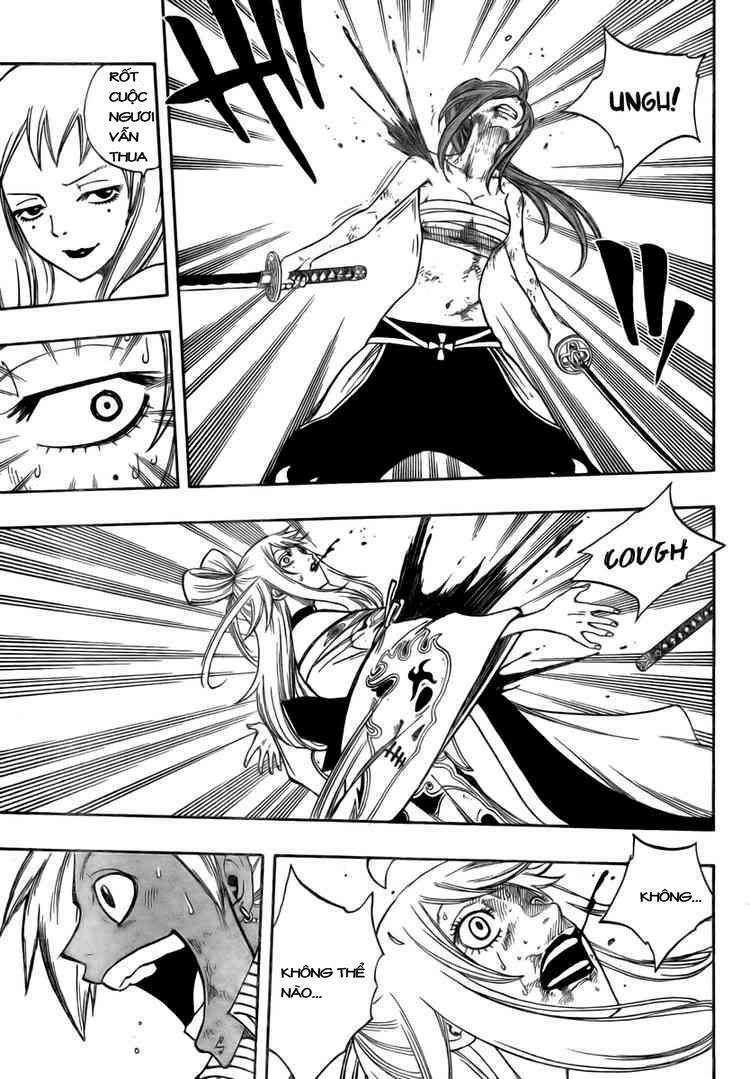 UNGH!
RỐT
CUỘC
NGƯƠI
VẪN
THUA
COUGH
KHÔNG...
KHÔNG THỂ
NÀO...